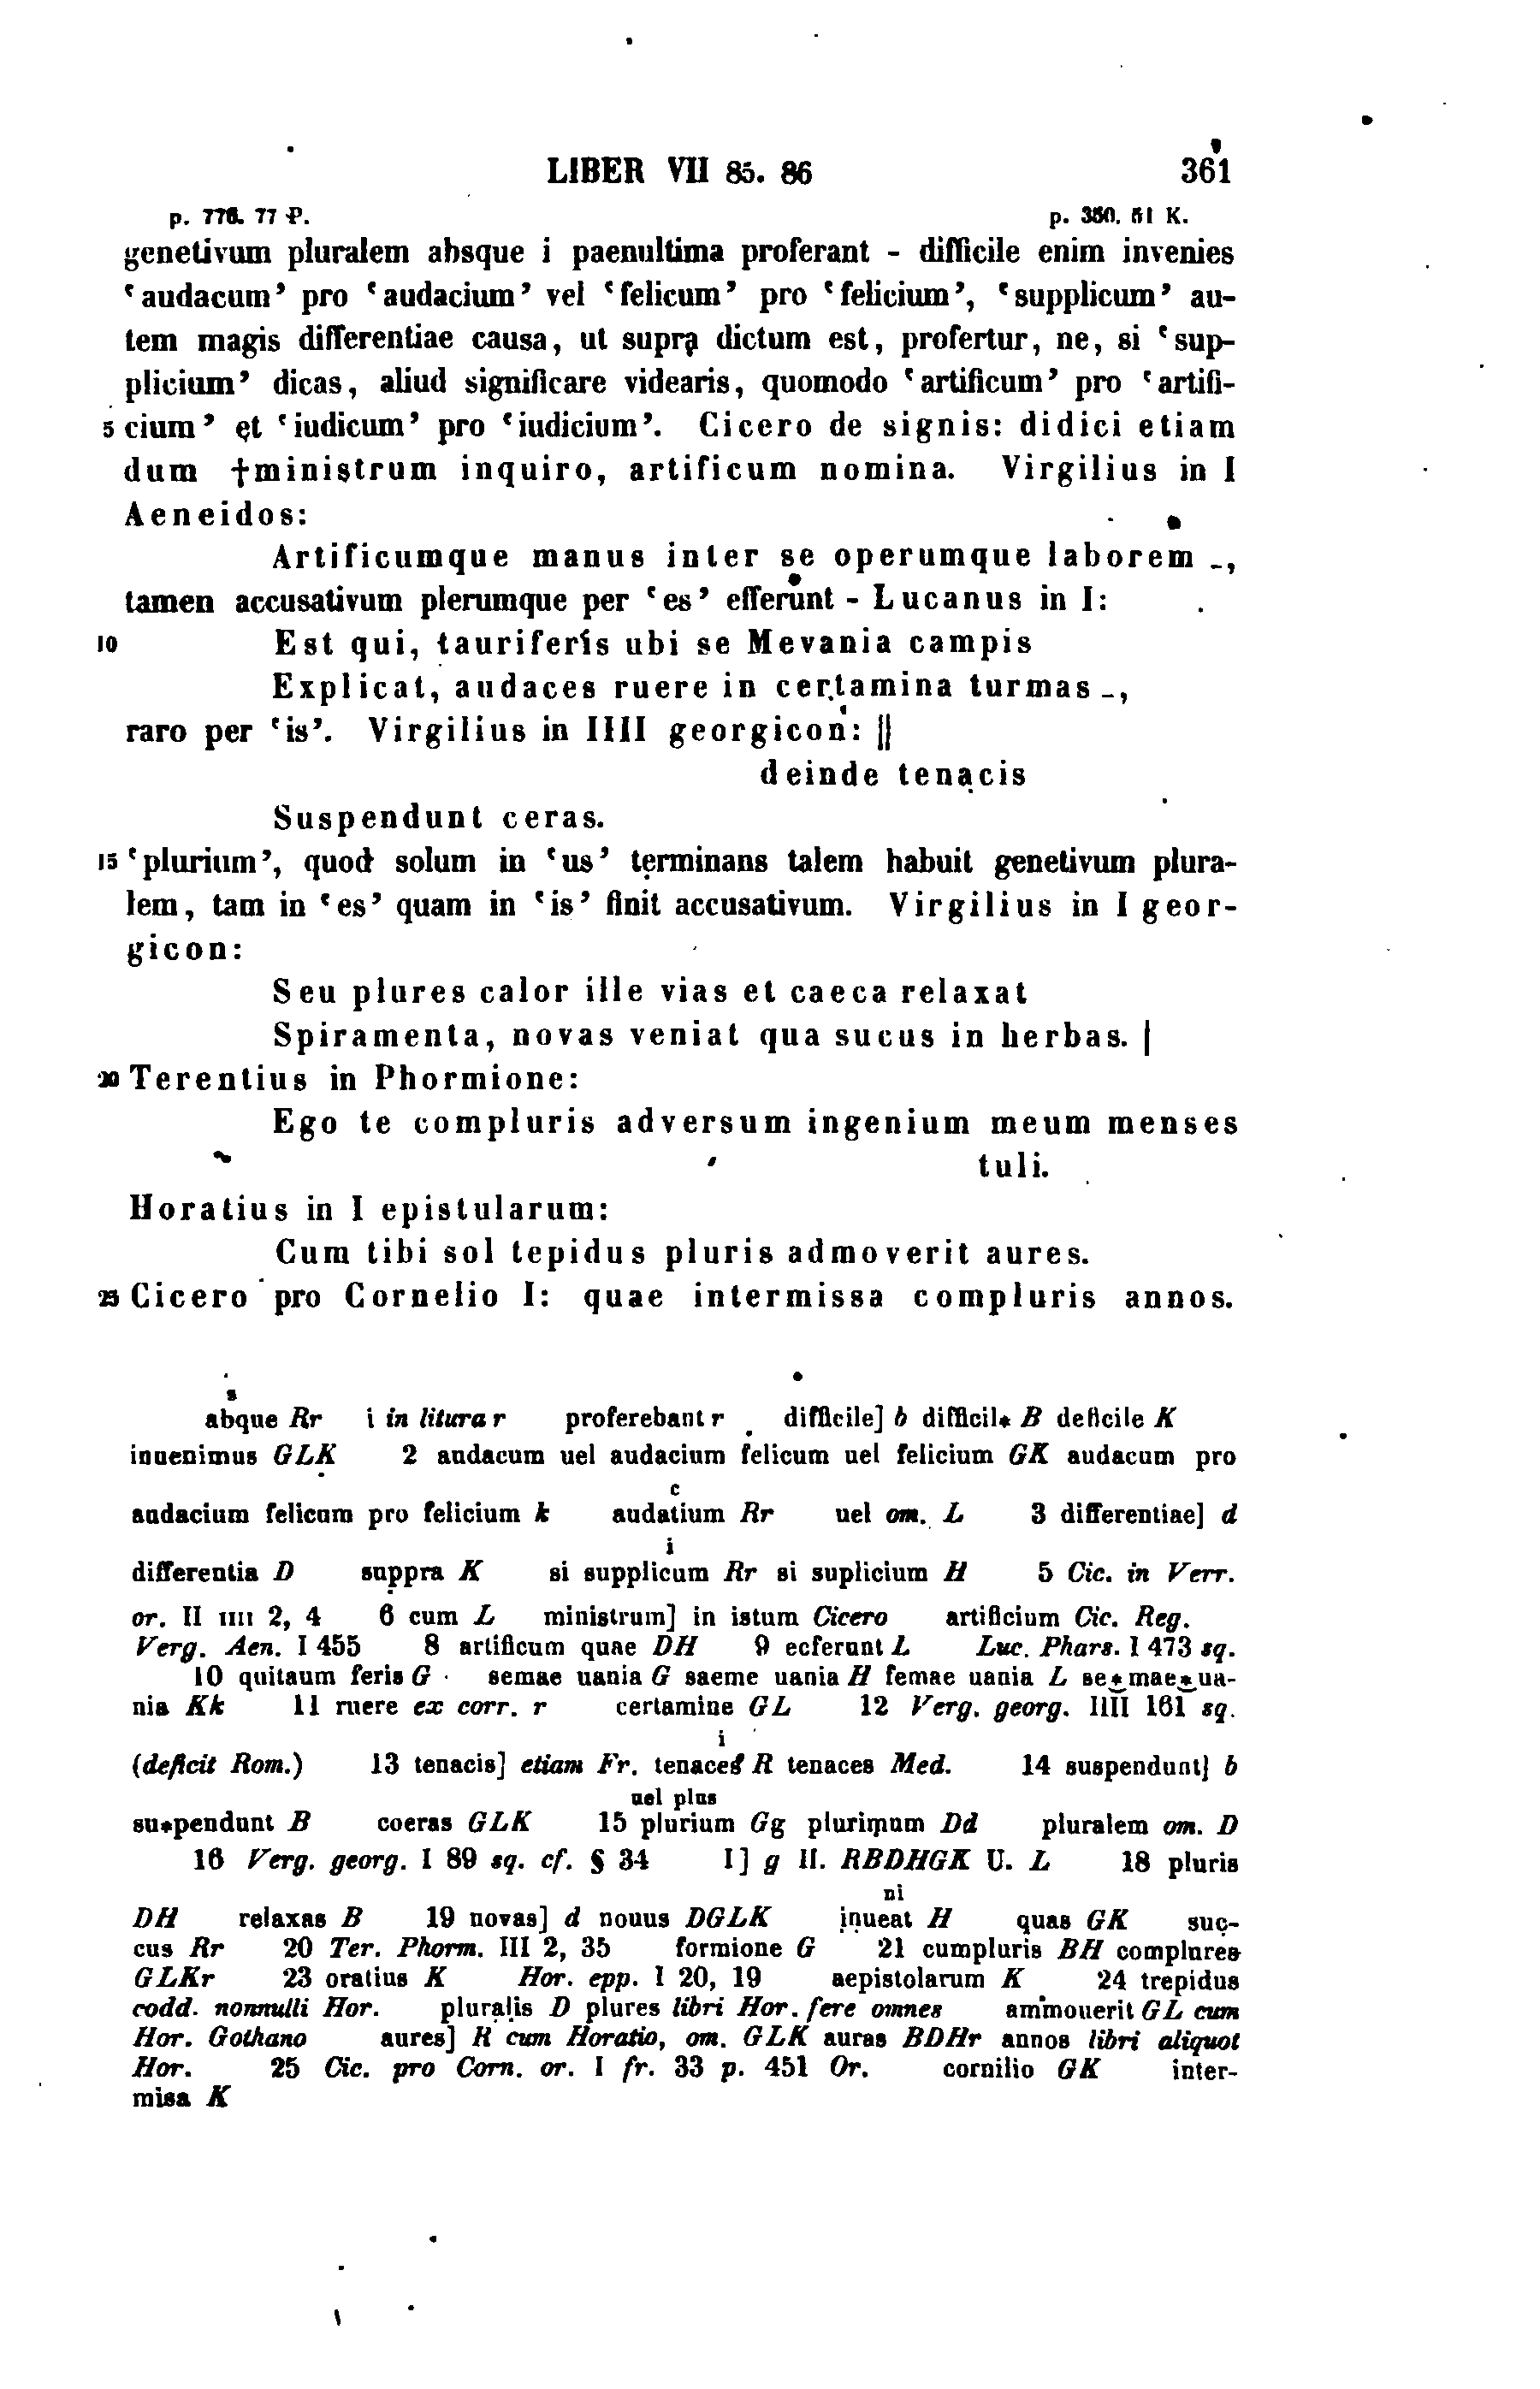 LIBER VII 85. 86 361
p. 776. 77 P. p. 350. 51 K.
genetivum pluralem absque i paenultima proferant - difficile enim invenies
‘audacum’ pro ‘audacium’ vel ‘felicum’ pro ‘felicium’, ‘supplicum’ au-
tem magis differentiae causa, ut supra dictum est, profertur, ne, si ‘sup-
plicium’ dicas, aliud significare videaris, quomodo ‘artificum’ pro ‘artifi-
5 cium’ et ‘iudicum’ pro ‘iudicium’. Cicero de signis: didici etiam
dum †ministrum inquiro, artificum nomina. Virgilius in I
Aeneidos:
Artificumque manus inter se operumque laborem -,
tamen accusativum plerumque per ‘es’ efferunt - Lucanus in I:
10 Est qui, tauriferis ubi se Mevania campis
Explicat, audaces ruere in certamina turmas -,
raro per ‘is’. Virgilius in IIII georgicon: ||
deinde tenacis
Suspendunt ceras.
15 ‘plurium’, quod solum in ‘us’ terminans talem habuit genetivum plura-
lem, tam in ‘es’ quam in ‘is’ finit accusativum. Virgilius in I geor-
gicon:
Seu plures calor ille vias et caeca relaxat
Spiramenta, novas veniat qua sucus in herbas. |
20 Terentius in Phormione:
Ego te compluris adversum ingenium meum menses
tuli.
Horatius in I epistularum:
Cum tibi sol tepidus pluris admoverit aures.
25 Cicero pro Cornelio I: quae intermissa compluris annos.
s
abque Rr i in litura r proferebant r difficile] b difficil* B deficile K
inuenimus GLK 2 audacum uel audacium felicum uel felicium GK audacum pro
c
audacium felicum pro felicium k audatium Rr uel om. L 3 differentiae] d
i
differentia D suppra K si supplicum Rr si suplicium H 5 Cic. in Verr.
or. II IIII 2, 4 6 cum L ministrum] in istum Cicero artificium Cic. Reg.
Verg. Aen. I 455 8 artificum quae DH 9 ecferunt L Luc. Phars. I 473 sq.
10 quitaum feris G semae uania G saeme uania H femae uania L se*mae*ua-
nia Kk 11 ruere ex corr. r certamine GL 12 Verg. georg. IIII 161 sq.
i
(deficit Rom.) 13 tenacis] etiam Fr. tenaces R tenaces Med. 14 suspendunt] b
uel plus
su*pendunt B coeras GLK 15 plurium Gg plurimum Dd pluralem om. D
16 Verg. georg. I 89 sq. cf. § 34 I] g II. RBDHGK U. L 18 pluris
ni
DH relaxas B 19 novas] d nouus DGLK inueat H quas GK suc-
cus Rr 20 Ter. Phorm. III 2, 35 formione G 21 cumpluris BH complures
GLKr 23 oratius K Hor. epp. I 20, 19 aepistolarum K 24 trepidus
codd. nonnulli Hor. pluralis D plures libri Hor. fere omnes ammouerit GL cum
Hor. Gothano aures] R cum Horatio, om. GLK auras BDHr annos libri aliquot
Hor. 25 Cic. pro Corn. or. I fr. 33 p. 451 Or. cornilio GK inter-
misa K